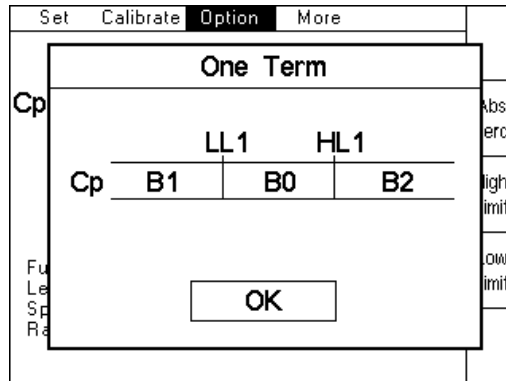 Set Calibrate Option More
One Term
Cp
LL1 HL1
Cp B1 B0 B2
OK